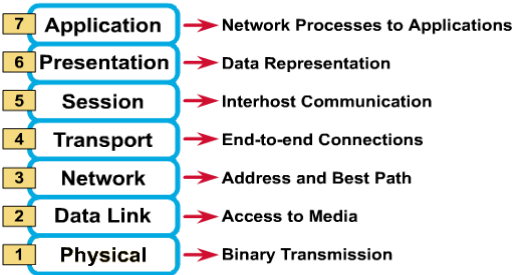 7 Application Network Processes to Applications
6 Presentation Data Representation
5 Session Interhost Communication
4 Transport End-to-end Connections
3 Network Address and Best Path
2 Data Link Access to Media
1 Physical Binary Transmission